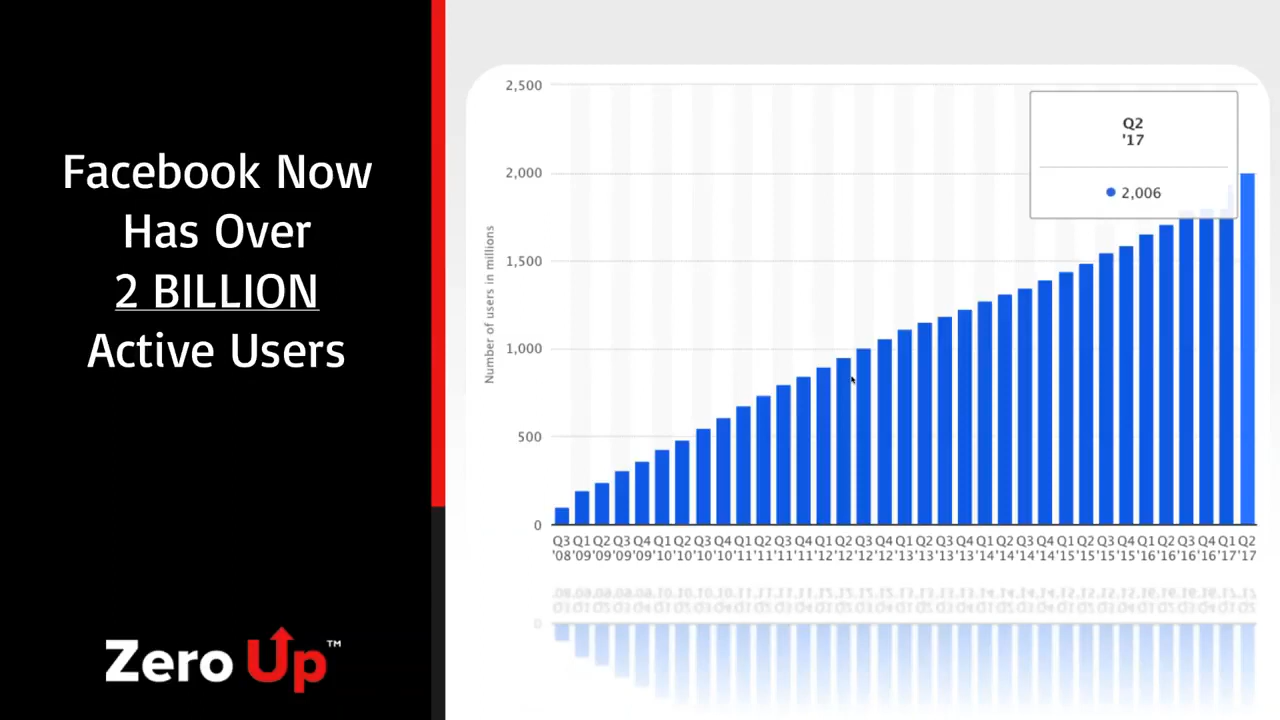 Facebook Now
Has Over
2 BILLION
Active Users
Zero Up™
Number of users in millions
2,500
2,000
1,500
1,000
500
0
Q2
'17
2,006
Q3 Q1 Q2 Q3 Q4 Q1 Q2 Q3 Q4 Q1 Q2 Q3 Q4 Q1 Q2 Q3 Q4 Q1 Q2 Q3 Q4 Q1 Q2 Q3 Q4 Q1 Q2 Q3 Q4 Q1 Q2 Q3 Q4 Q1 Q2
'08 '09 '09 '09 '09 '10 '10 '10 '10 '11 '11 '11 '11 '12 '12 '12 '12 '13 '13 '13 '13 '14 '14 '14 '14 '15 '15 '15 '15 '16 '16 '16 '16 '17 '17